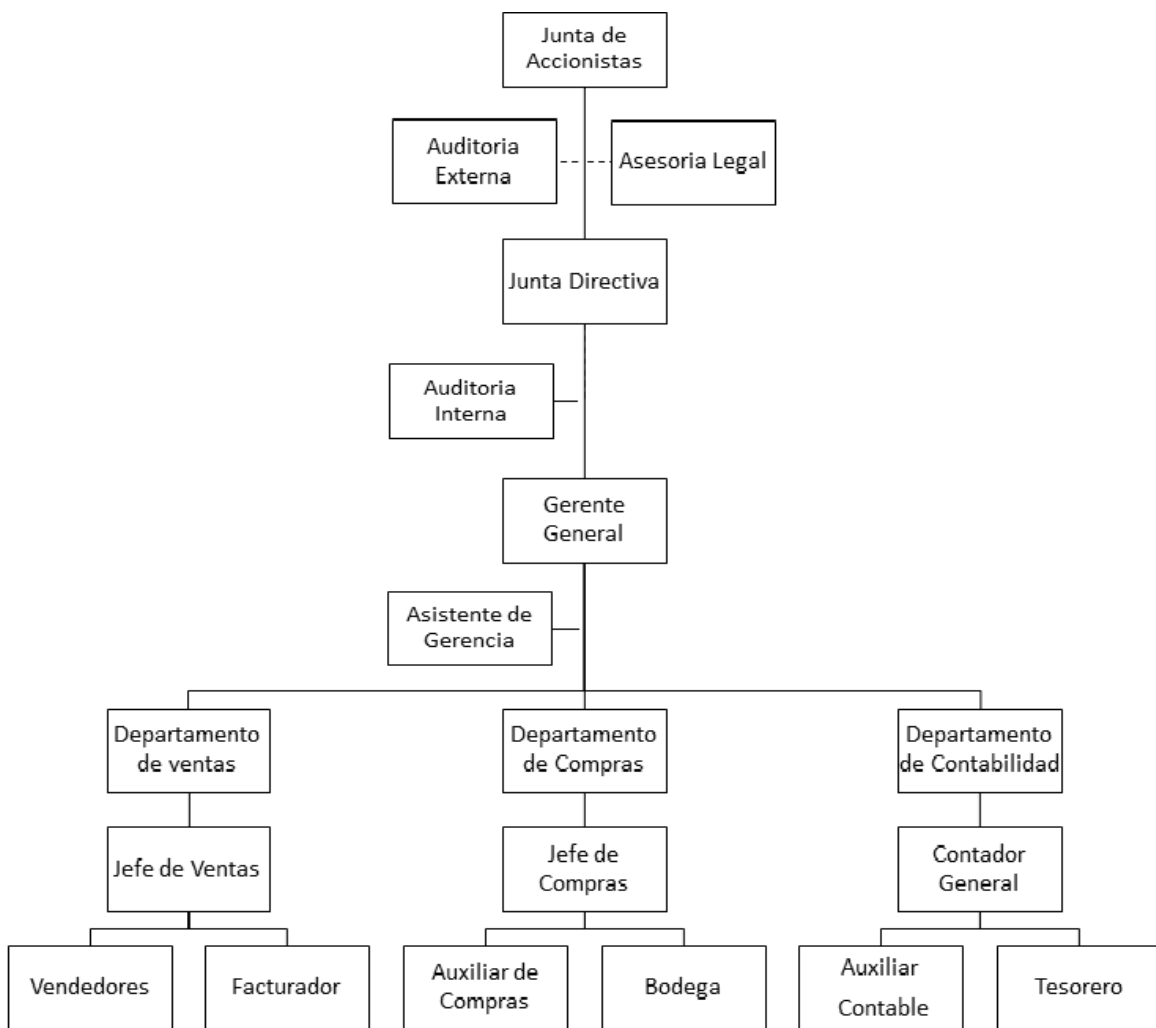 Junta de
Accionistas
Auditoria
Externa
Asesoria Legal
Junta Directiva
Auditoria
Interna
Gerente
General
Asistente de
Gerencia
Departamento
de ventas
Departamento
de Compras
Departamento
de Contabilidad
Jefe de Ventas
Jefe de
Compras
Contador
General
Vendedores
Facturador
Auxiliar de
Compras
Bodega
Auxiliar
Contable
Tesorero